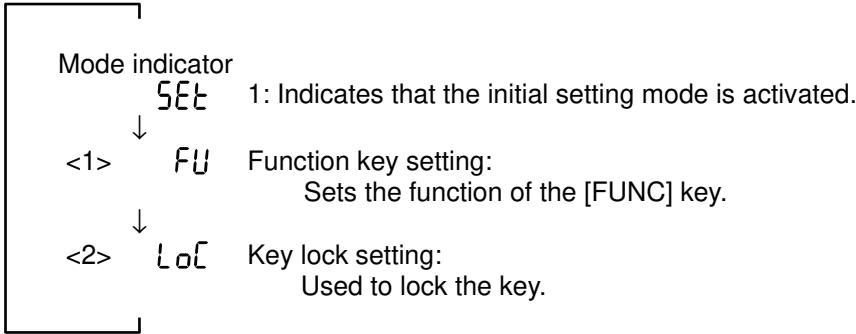 Mode indicator
SEt 1: Indicates that the initial setting mode is activated.
↓
<1> FU Function key setting:
Sets the function of the [FUNC] key.
↓
<2> LoC Key lock setting:
Used to lock the key.